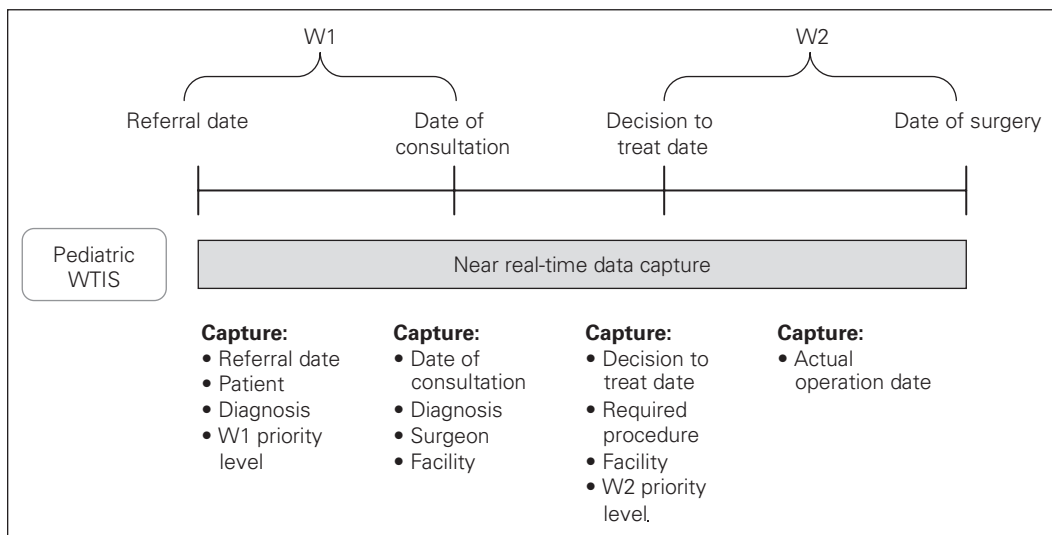 W1
W2
Referral date
Date of
consultation
Decision to
treat date
Date of surgery
Pediatric
WTIS
Near real-time data capture
Capture:
• Referral date
• Patient
• Diagnosis
• W1 priority
level
Capture:
• Date of
consultation
• Diagnosis
• Surgeon
• Facility
Capture:
• Decision to
treat date
• Required
procedure
• Facility
• W2 priority
level.
Capture:
• Actual
operation date